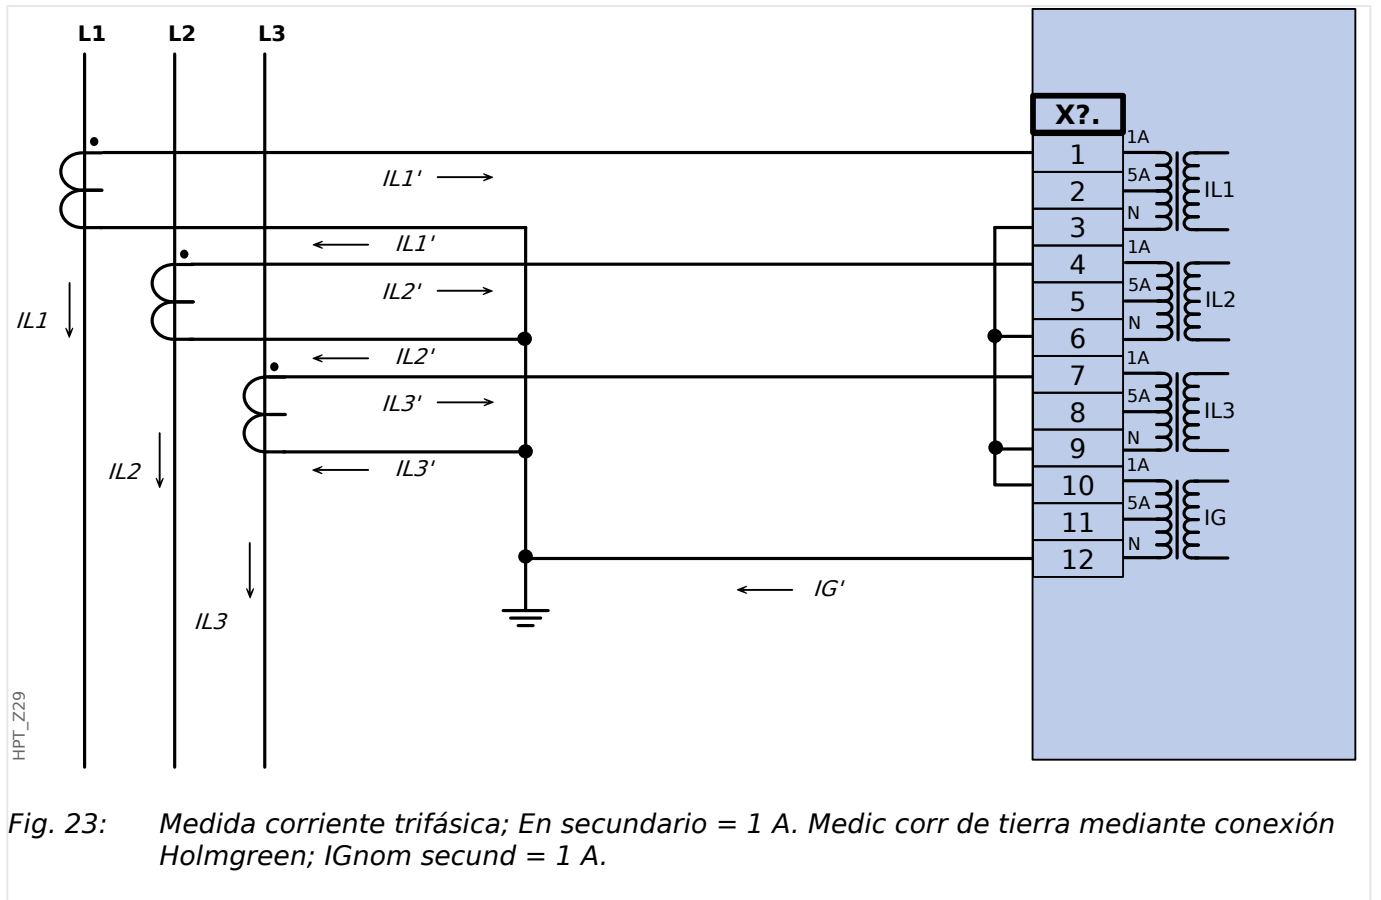 L1 L2 L3
X?.
1A
1
IL1'
5A
2
IL1
N
3
IL1'
1A
4
IL2'
5A
5
IL2
IL1
N
6
IL2'
1A
7
IL3'
5A
8
IL3
N
9
IL2
IL3'
1A
10
5A
11
IG
N
12
IG'
IL3
HPT_Z29
Fig. 23: Medida corriente trifásica; En secundario = 1 A. Medic corr de tierra mediante conexión
Holmgreen; IGnom secund = 1 A.